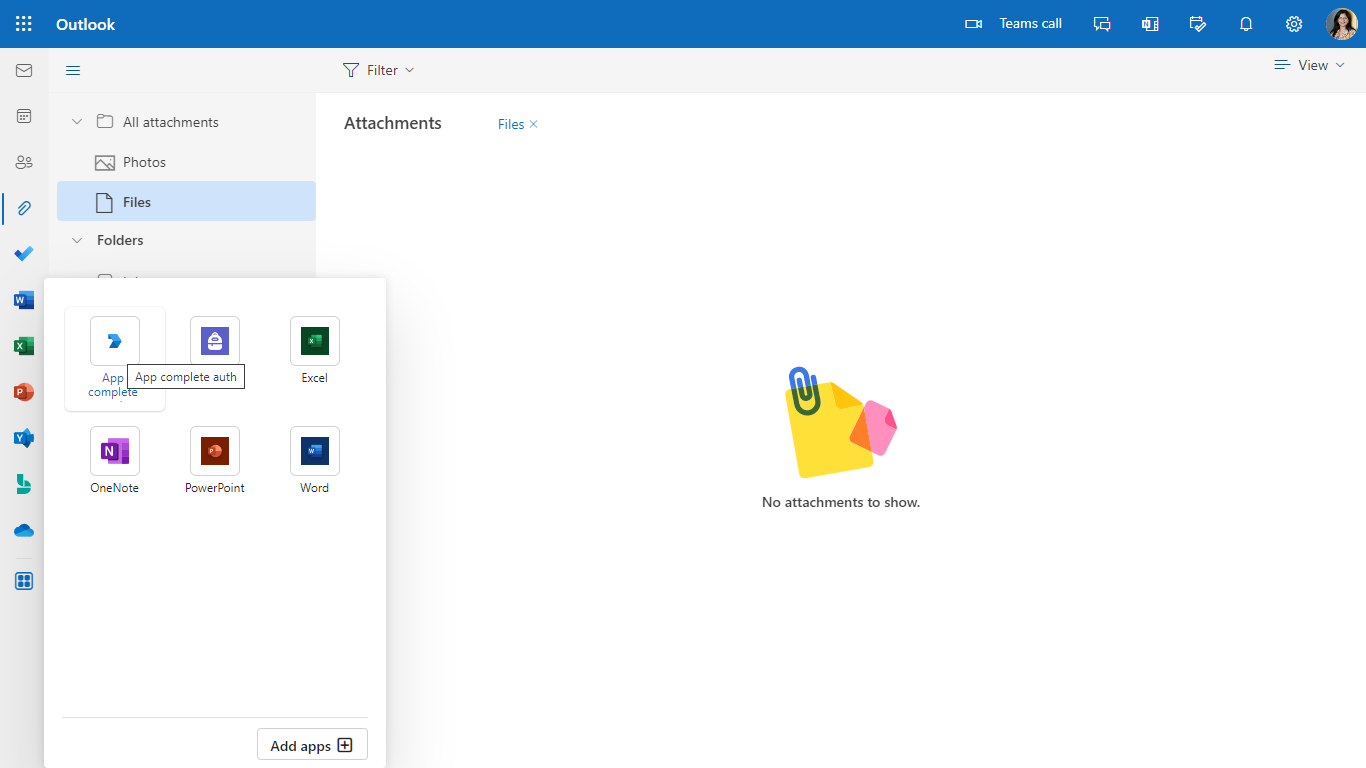 Outlook
Teams call
Filter
View
All attachments
Photos
Files
Folders
Attachments
Files
No attachments to show.
App
complete
App complete auth
Excel
OneNote
PowerPoint
Word
Add apps